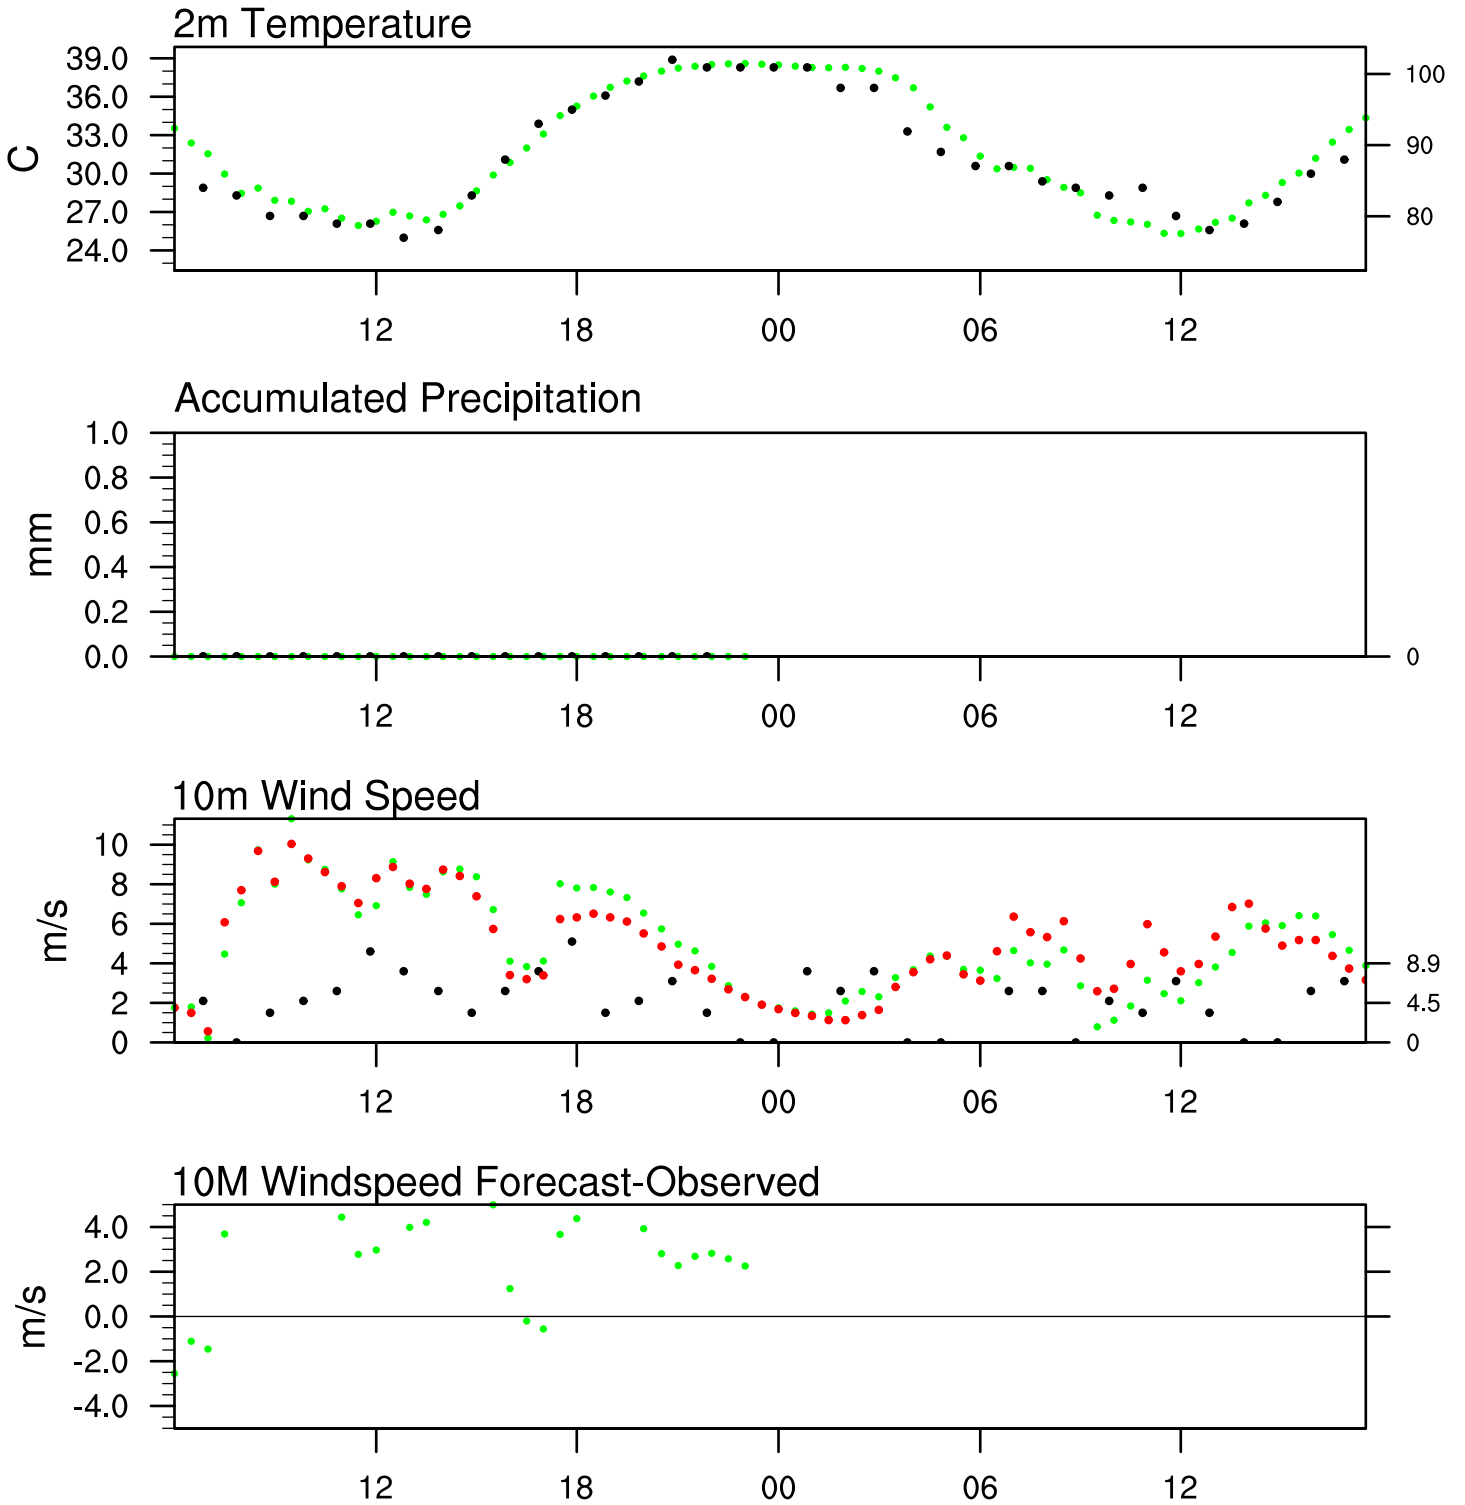 2m Temperature
39.0
36.0
33.0
30.0
27.0
24.0
C
100
90
80
12 18 00 06 12
Accumulated Precipitation
1.0
0.8
0.6
0.4
0.2
0.0
mm
0
12 18 00 06 12
10m Wind Speed
10
8
6
4
2
0
m/s
8.9
4.5
0
12 18 00 06 12
10M Windspeed Forecast-Observed
4.0
2.0
0.0
-2.0
-4.0
m/s
12 18 00 06 12